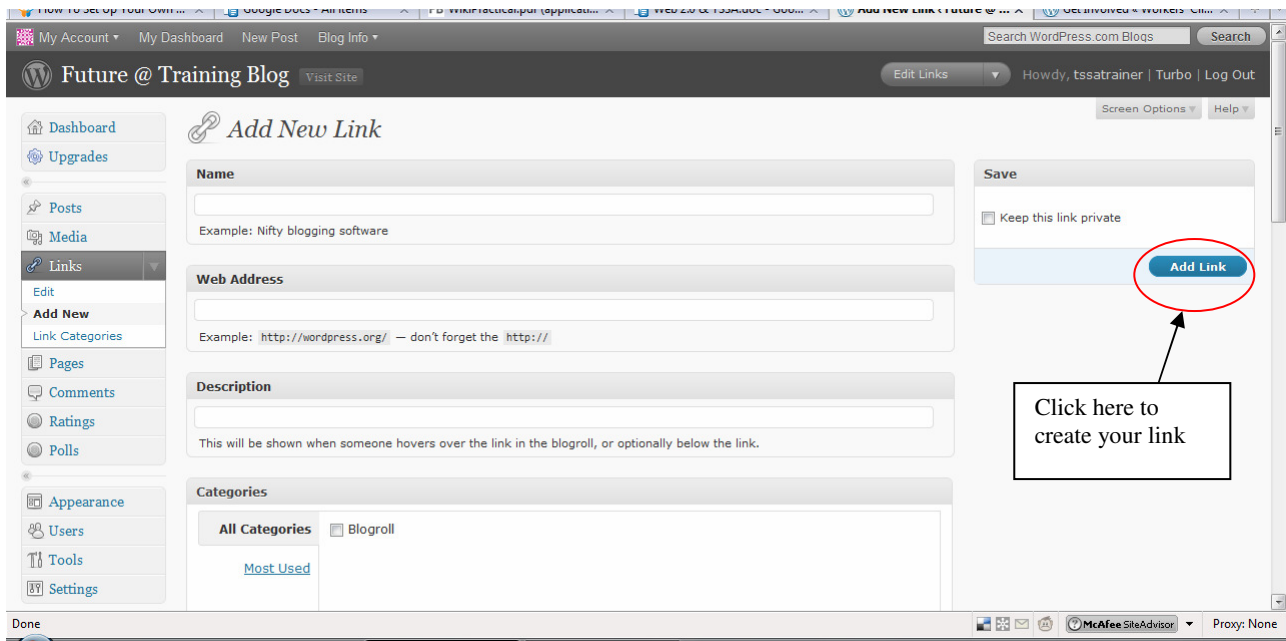 How To Set Up Your Own ... Google Docs - All items WikiPractical.pdf (applicati... Web 2.0 & TSSA.doc - Goo... Add New Link ‹ Future @ ... Get Involved « Workers' Cli...
My Account My Dashboard New Post Blog Info Search WordPress.com Blogs Search
Future @ Training Blog Visit Site Edit Links Howdy, tssatrainer | Turbo | Log Out
Screen Options Help
Dashboard
Upgrades
Posts
Media
Links
Edit
Add New
Link Categories
Pages
Comments
Ratings
Polls
Appearance
Users
Tools
Settings
Add New Link
Name
Example: Nifty blogging software
Web Address
Example: http://wordpress.org/ — don't forget the http://
Description
This will be shown when someone hovers over the link in the blogroll, or optionally below the link.
Categories
All Categories Blogroll
Most Used
Save
Keep this link private
Add Link
Click here to
create your link
Done McAfee SiteAdvisor Proxy: None